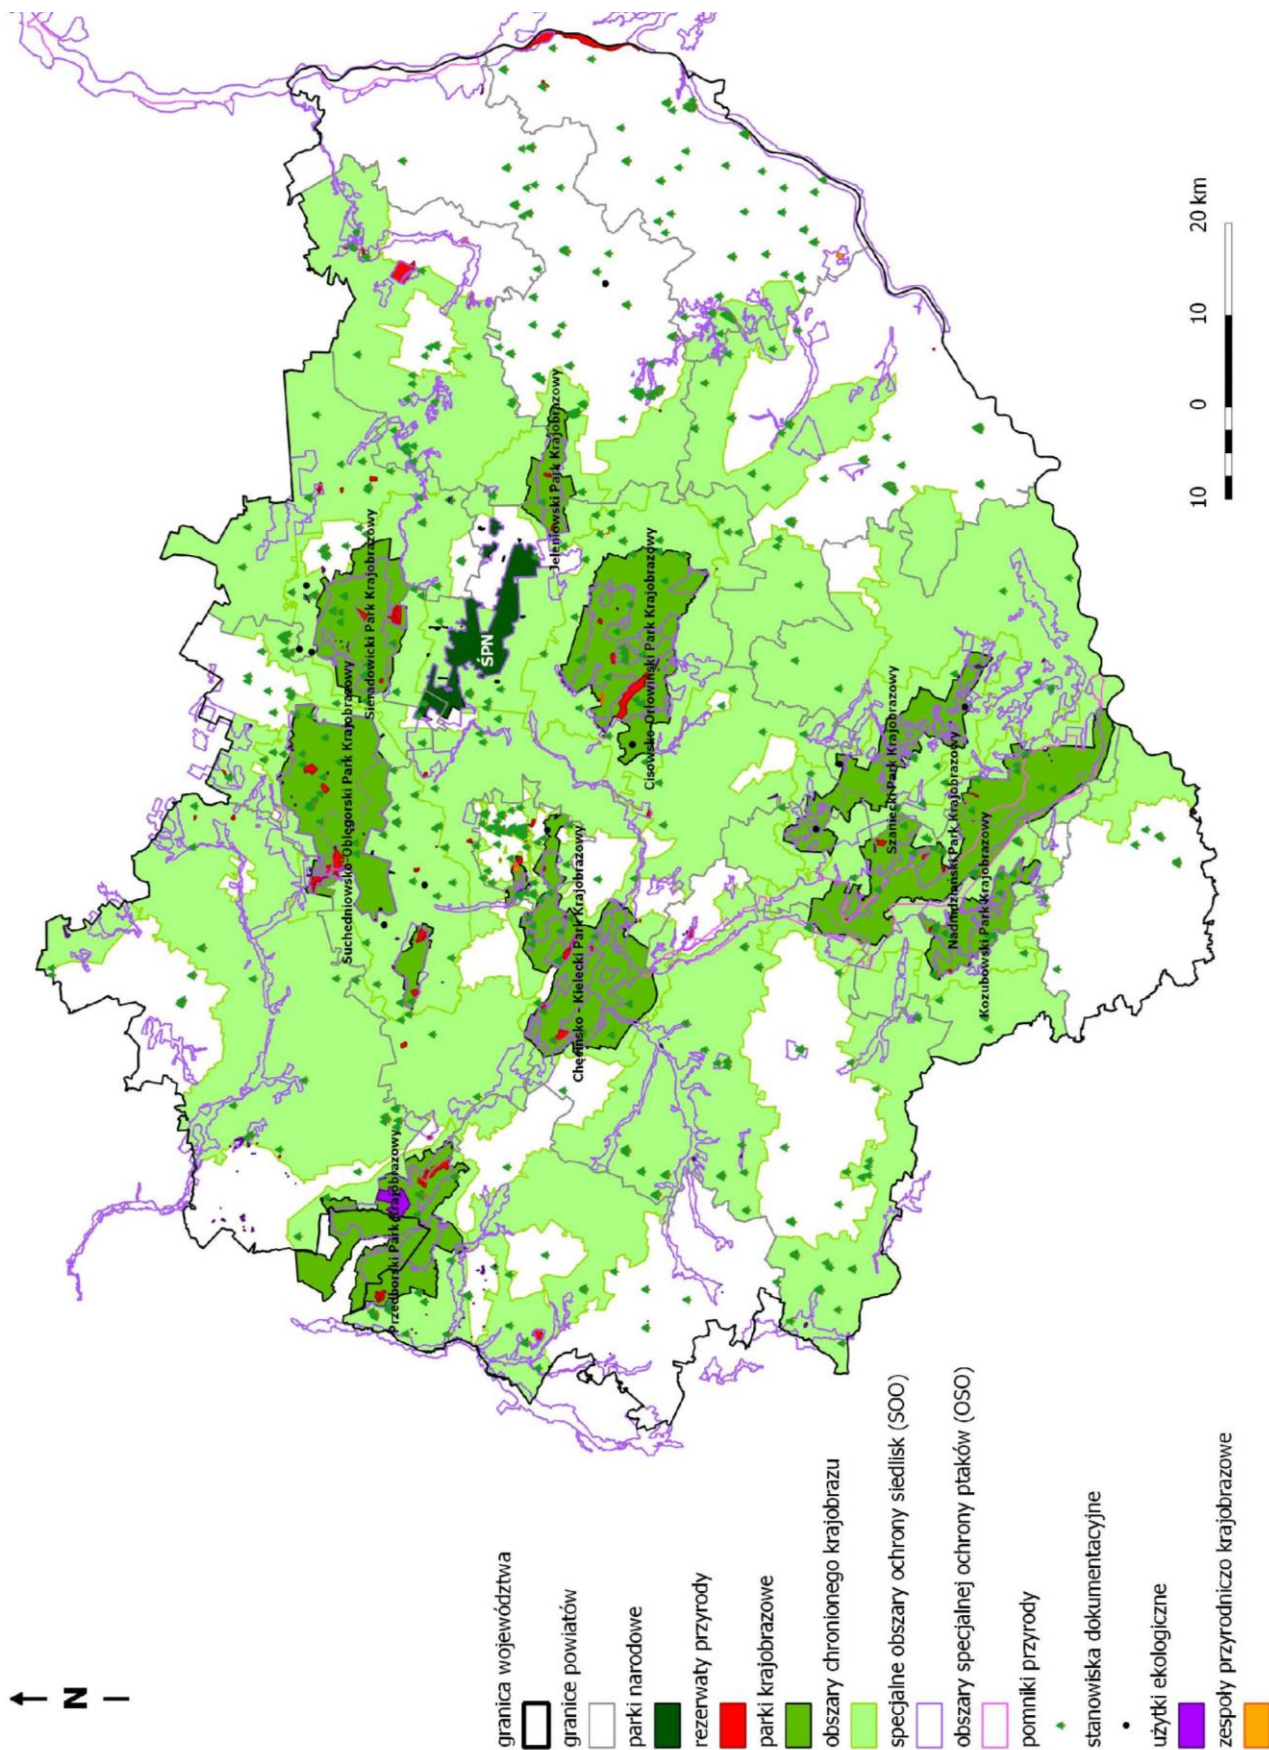 N
Suchedniowsko-Oblęgorski Park Krajobrazowy
Sieradowicki Park Krajobrazowy
Przedborski Park Krajobrazowy
ŚPN
Jeleniowski Park Krajobrazowy
Chęcińsko - Kielecki Park Krajobrazowy
Cisowsko-Orłowiński Park Krajobrazowy
Szaniecki Park Krajobrazowy
Nadnidziański Park Krajobrazowy
Kozubowski Park Krajobrazowy
granica województwa
granice powiatów
parki narodowe
rezerwaty przyrody
parki krajobrazowe
obszary chronionego krajobrazu
specjalne obszary ochrony siedlisk (SOO)
obszary specjalnej ochrony ptaków (OSO)
pomniki przyrody
stanowiska dokumentacyjne
użytki ekologiczne
zespoły przyrodniczo krajobrazowe
10 0 10 20 km